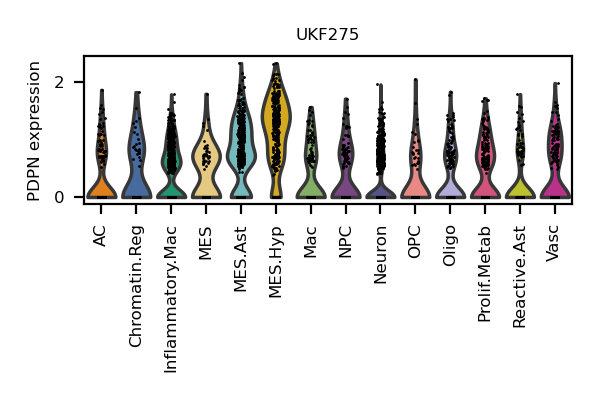 UKF275
PDPN expression
2
0
AC
Chromatin.Reg
Inflammatory.Mac
MES
MES.Ast
MES.Hyp
Mac
NPC
Neuron
OPC
Oligo
Prolif.Metab
Reactive.Ast
Vasc